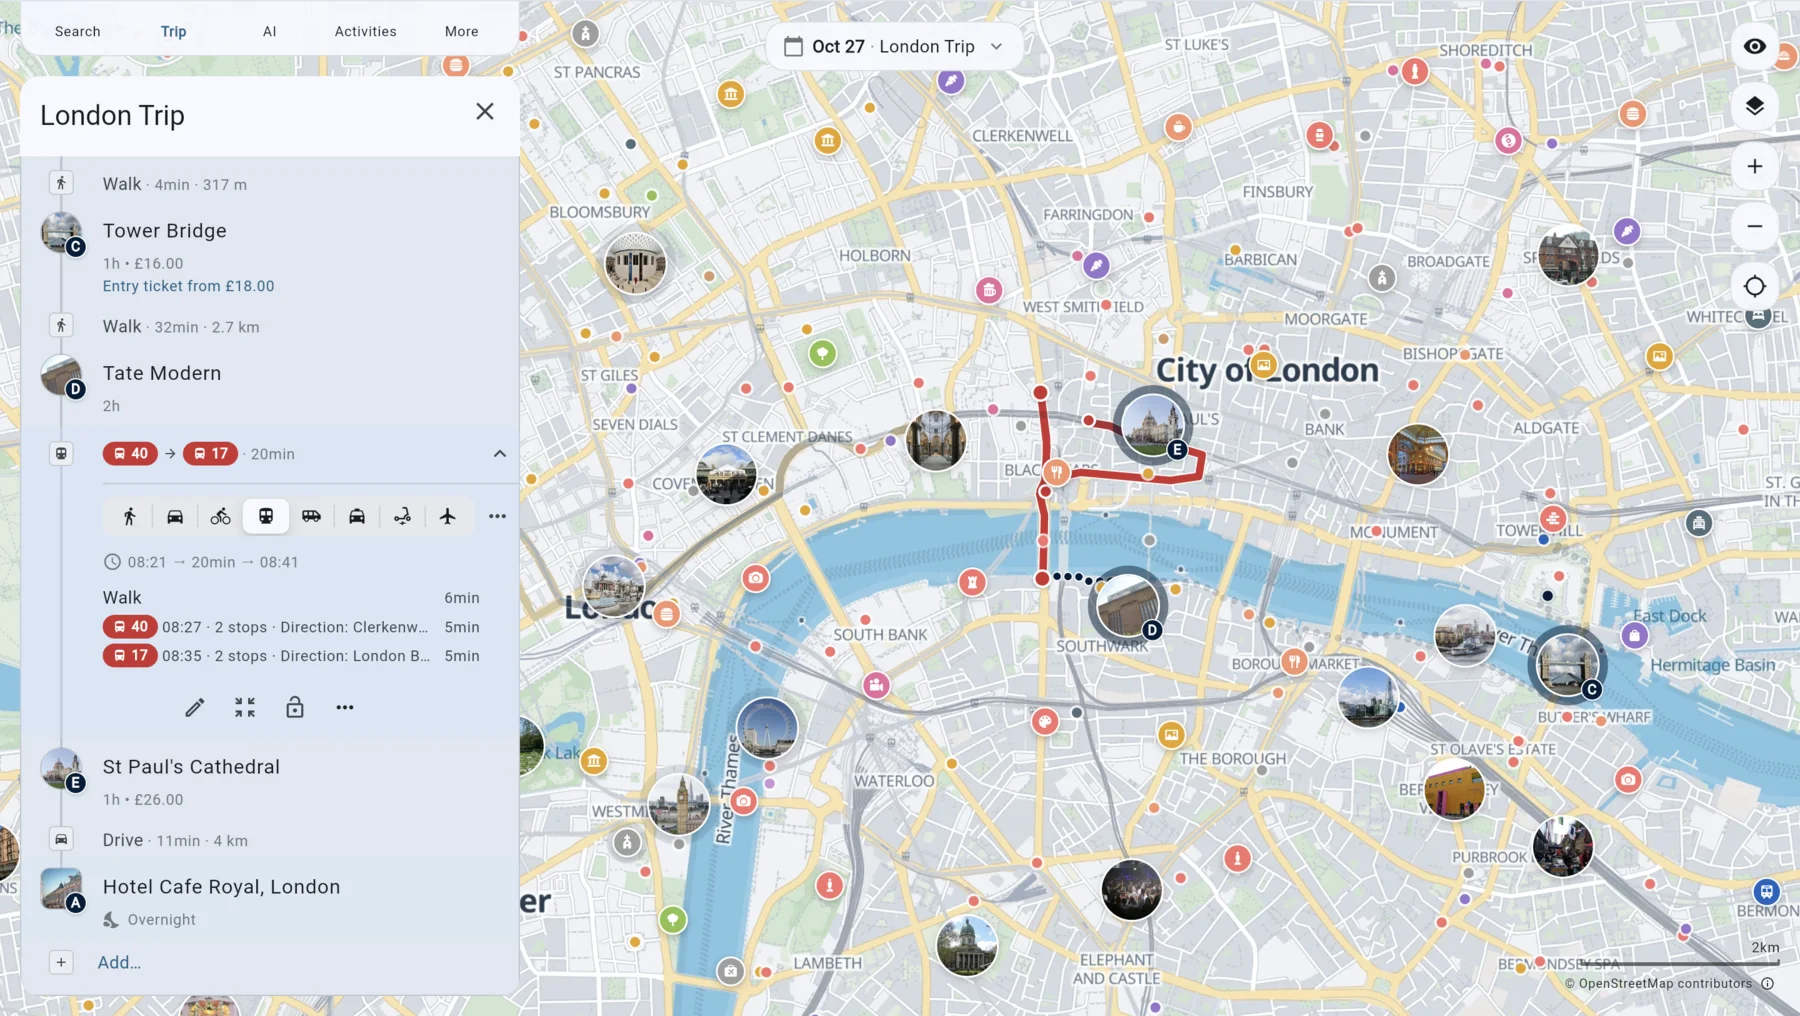 Search
Trip
AI
Activities
More
Oct 27 · London Trip
London Trip
Walk · 4min · 317 m
Tower Bridge
C
1h • £16.00
Entry ticket from £18.00
Walk · 32min · 2.7 km
Tate Modern
D
2h
40 → 17 · 20min
08:21 → 20min → 08:41
Walk 6min
40 08:27 · 2 stops · Direction: Clerkenw... 5min
17 08:35 · 2 stops · Direction: London B... 5min
St Paul's Cathedral
E
1h • £26.00
Drive · 11min · 4 km
Hotel Cafe Royal, London
A
Overnight
Add...
ST PANCRAS
ST LUKE'S
SHOREDITCH
CLERKENWELL
FINSBURY
BLOOMSBURY
FARRINGDON
HOLBORN
BARBICAN
BROADGATE
WEST SMITHFIELD
MOORGATE
City of London
BISHOPSGATE
ST GILES
SEVEN DIALS
ST CLEMENT DANES
BANK
ALDGATE
E
MONUMENT
SOUTH BANK
SOUTHWARK
D
BOROUGH MARKET
East Dock
Hermitage Basin
C
BUTLER'S WHARF
ST OLAVE'S ESTATE
THE BOROUGH
WATERLOO
River Thames
LAMBETH
ELEPHANT
AND CASTLE
2km
© OpenStreetMap contributors